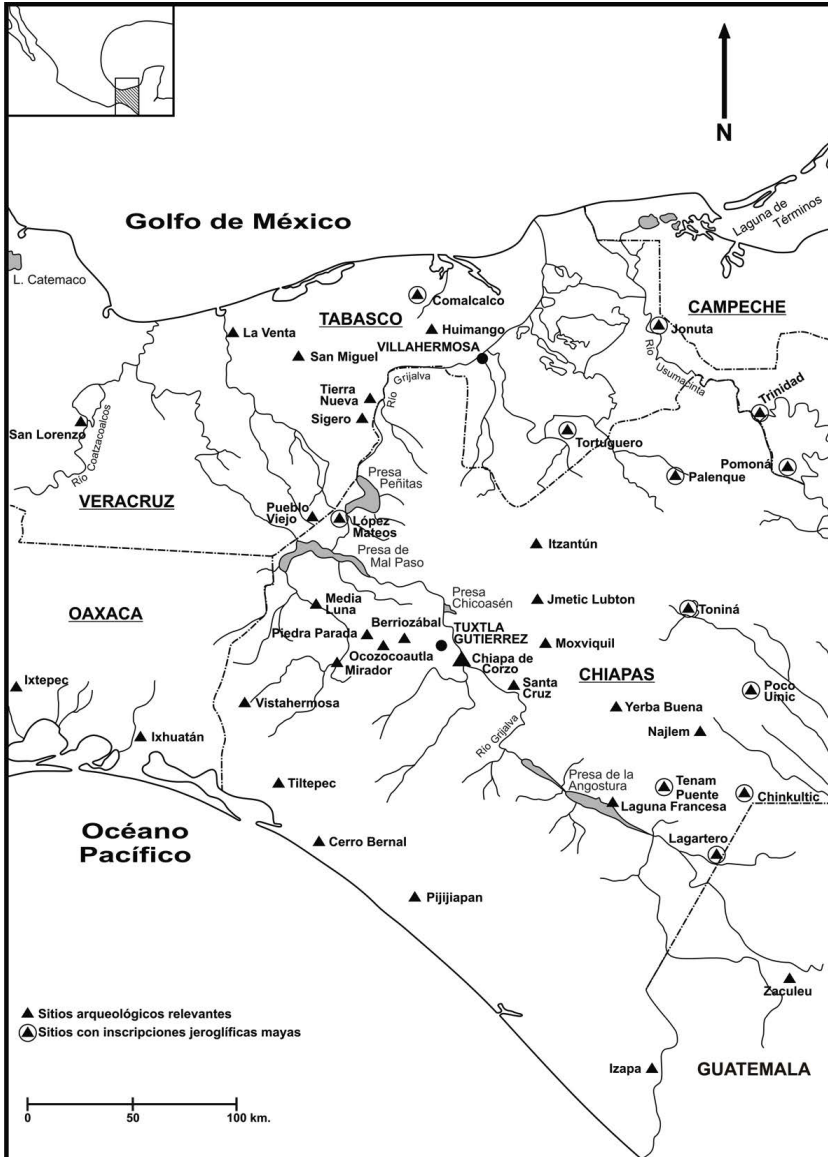 N
Golfo de México
Laguna de
Términos
L. Catemaco
Comalcalco
TABASCO
CAMPECHE
La Venta
Huimango
Jonuta
VILLAHERMOSA
San Miguel
Río
Usumacinta
Río
Grijalva
Tierra
Nueva
Trinidad
Sigero
San Lorenzo
Río Coatzacoalcos
Tortuguero
Pomoná
Palenque
Presa
Peñitas
VERACRUZ
Pueblo
Viejo
López
Mateos
Itzantún
Presa de
Mal Paso
Presa
Chicoasén
Jmetic Lubton
OAXACA
Media
Luna
Toniná
Berriozábal
TUXTLA
GUTIERREZ
Piedra Parada
Moxviquil
Ocozocoautla
Chiapa de
Corzo
Mirador
CHIAPAS
Ixtepec
Santa
Cruz
Poco
Uinic
Vistahermosa
Yerba Buena
Najlem
Ixhuatán
Río Grijalva
Tiltepec
Presa de la
Angostura
Tenam
Puente
Chinkultic
Laguna Francesa
Océano
Pacífico
Cerro Bernal
Lagartero
Pijijiapan
Zaculeu
Sitios arqueológicos relevantes
Sitios con inscripciones jeroglíficas mayas
Izapa
GUATEMALA
0 50 100 km.